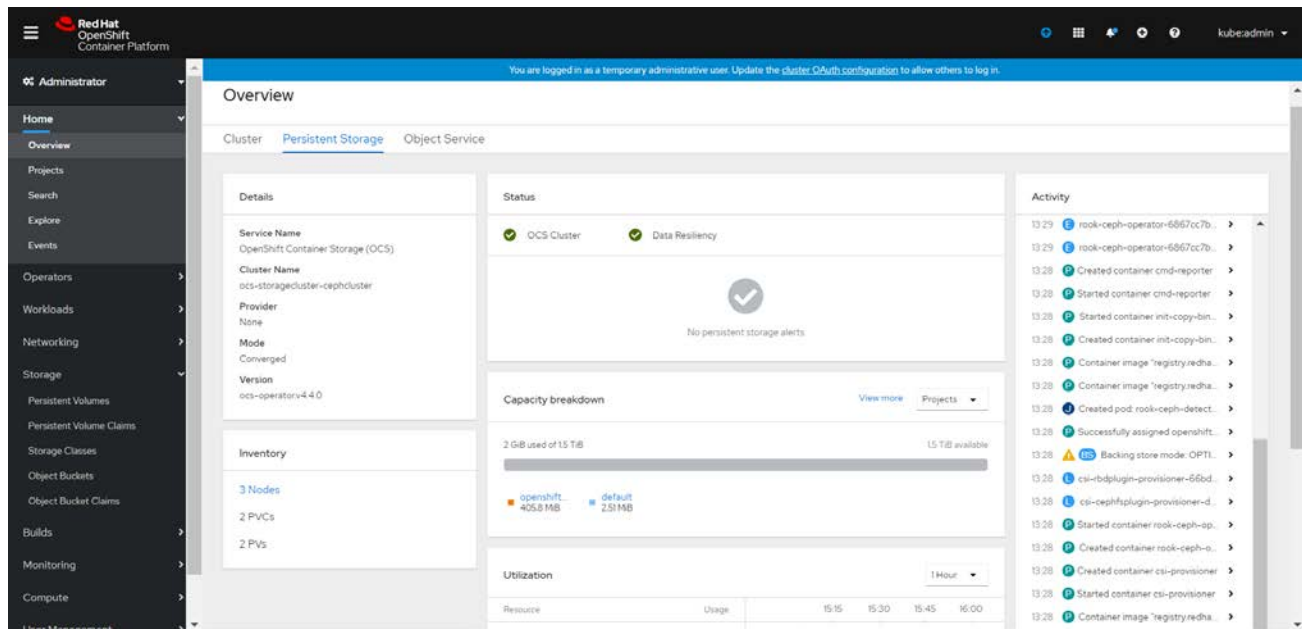 Red Hat
OpenShift
Container Platform
kube:admin
You are logged in as a temporary administrative user. Update the cluster OAuth configuration to allow others to log in.
Administrator
Home
Overview
Projects
Search
Explore
Events
Operators
Workloads
Networking
Storage
Persistent Volumes
Persistent Volume Claims
Storage Classes
Object Buckets
Object Bucket Claims
Builds
Monitoring
Compute
User Management
Overview
Cluster Persistent Storage Object Service
Details
Service Name
OpenShift Container Storage (OCS)
Cluster Name
ocs-storagecluster-cephcluster
Provider
None
Mode
Converged
Version
ocs-operator.v4.4.0
Inventory
3 Nodes
2 PVCs
2 PVs
Status
OCS Cluster Data Resiliency
No persistent storage alerts
Capacity breakdown View more Projects
2 GiB used of 1.5 TiB 1.5 TiB available
openshift... default
405.8 MiB 2.51 MiB
Utilization 1 Hour
Resource Usage 15:15 15:30 15:45 16:00
Activity
13:29 E rook-ceph-operator-6867cc7b...
13:29 E rook-ceph-operator-6867cc7b...
13:28 P Created container cmd-reporter
13:28 P Started container cmd-reporter
13:28 P Started container init-copy-bin...
13:28 P Created container init-copy-bin...
13:28 P Container image "registry.redha...
13:28 P Container image "registry.redha...
13:28 J Created pod: rook-ceph-detect...
13:28 P Successfully assigned openshift...
13:28 BS Backing store mode: OPTI...
13:28 L csi-rbdplugin-provisioner-66bd...
13:28 L csi-cephfsplugin-provisioner-d...
13:28 P Started container rook-ceph-op...
13:28 P Created container rook-ceph-o...
13:28 P Created container csi-provisioner
13:28 P Started container csi-provisioner
13:28 P Container image "registry.redha...